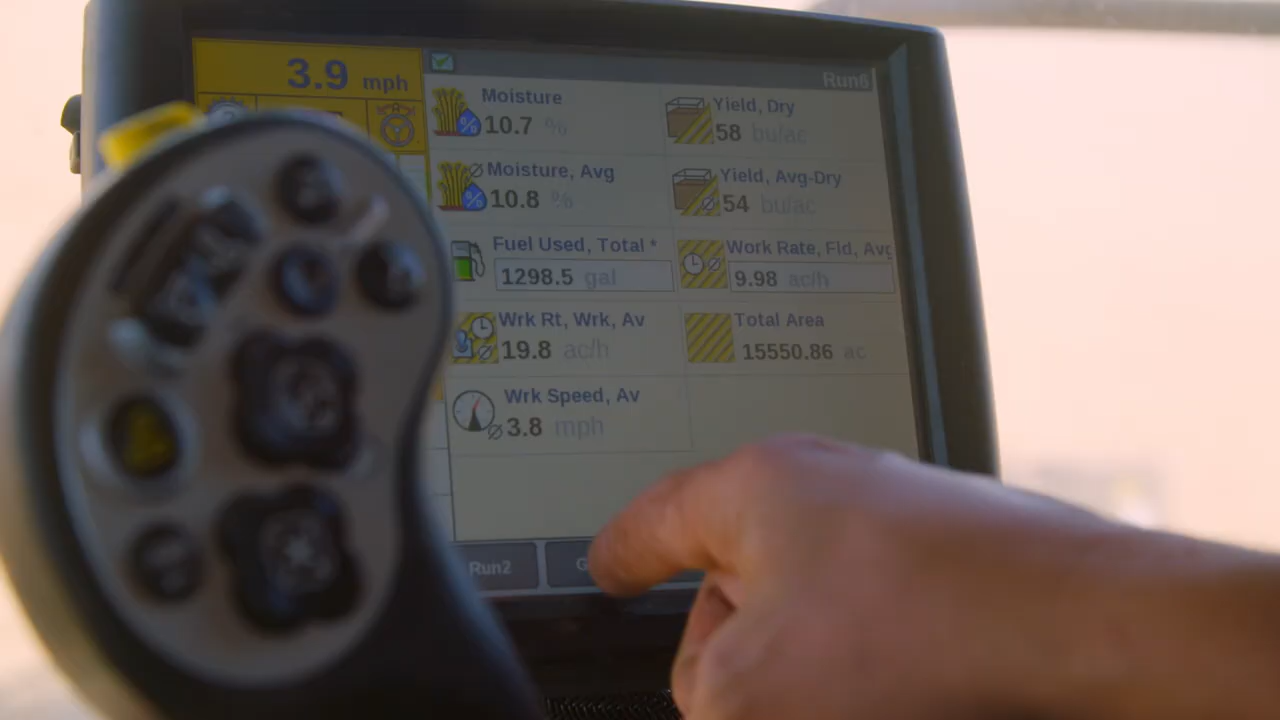 3.9 mph
Run6
Moisture
10.7 %
Yield, Dry
58 bu/ac
Moisture, Avg
10.8 %
Yield, Avg-Dry
54 bu/ac
Fuel Used, Total *
1298.5 gal
Work Rate, Fld, Avg
9.98 ac/h
Wrk Rt, Wrk, Av
19.8 ac/h
Total Area
15550.86 ac
Wrk Speed, Av
3.8 mph
Run2